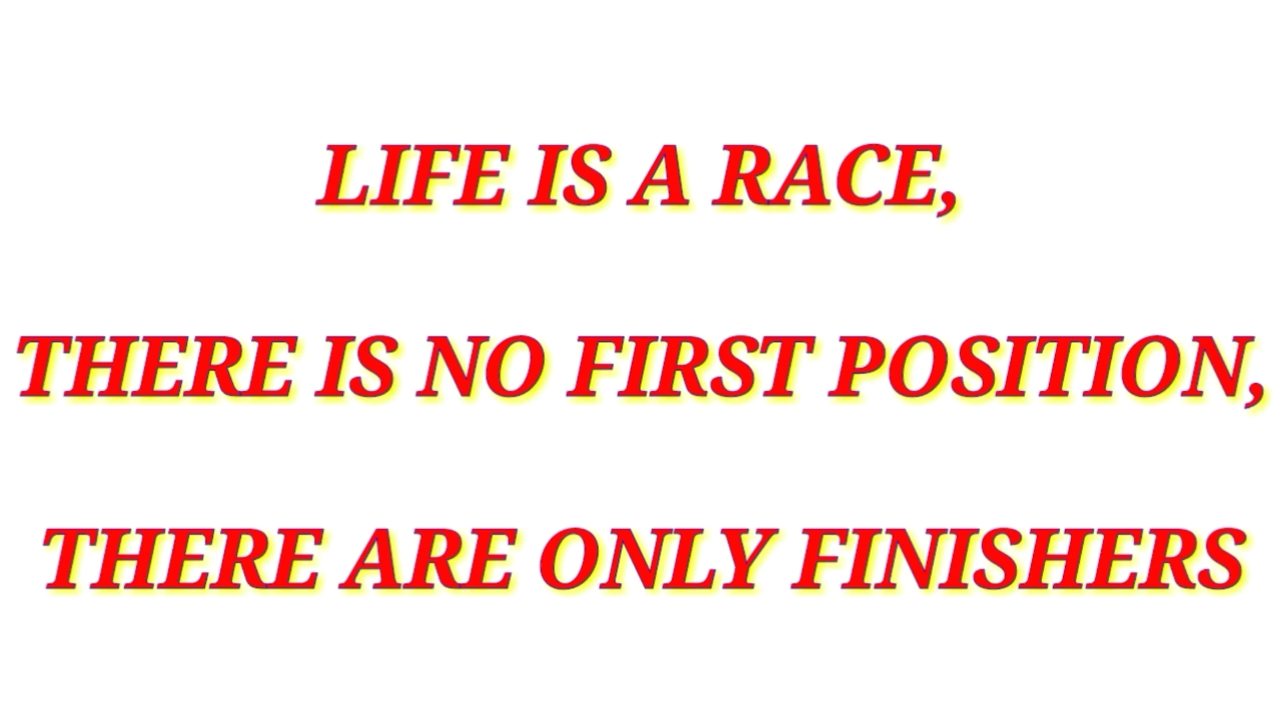 LIFE IS A RACE,
THERE IS NO FIRST POSITION,
THERE ARE ONLY FINISHERS